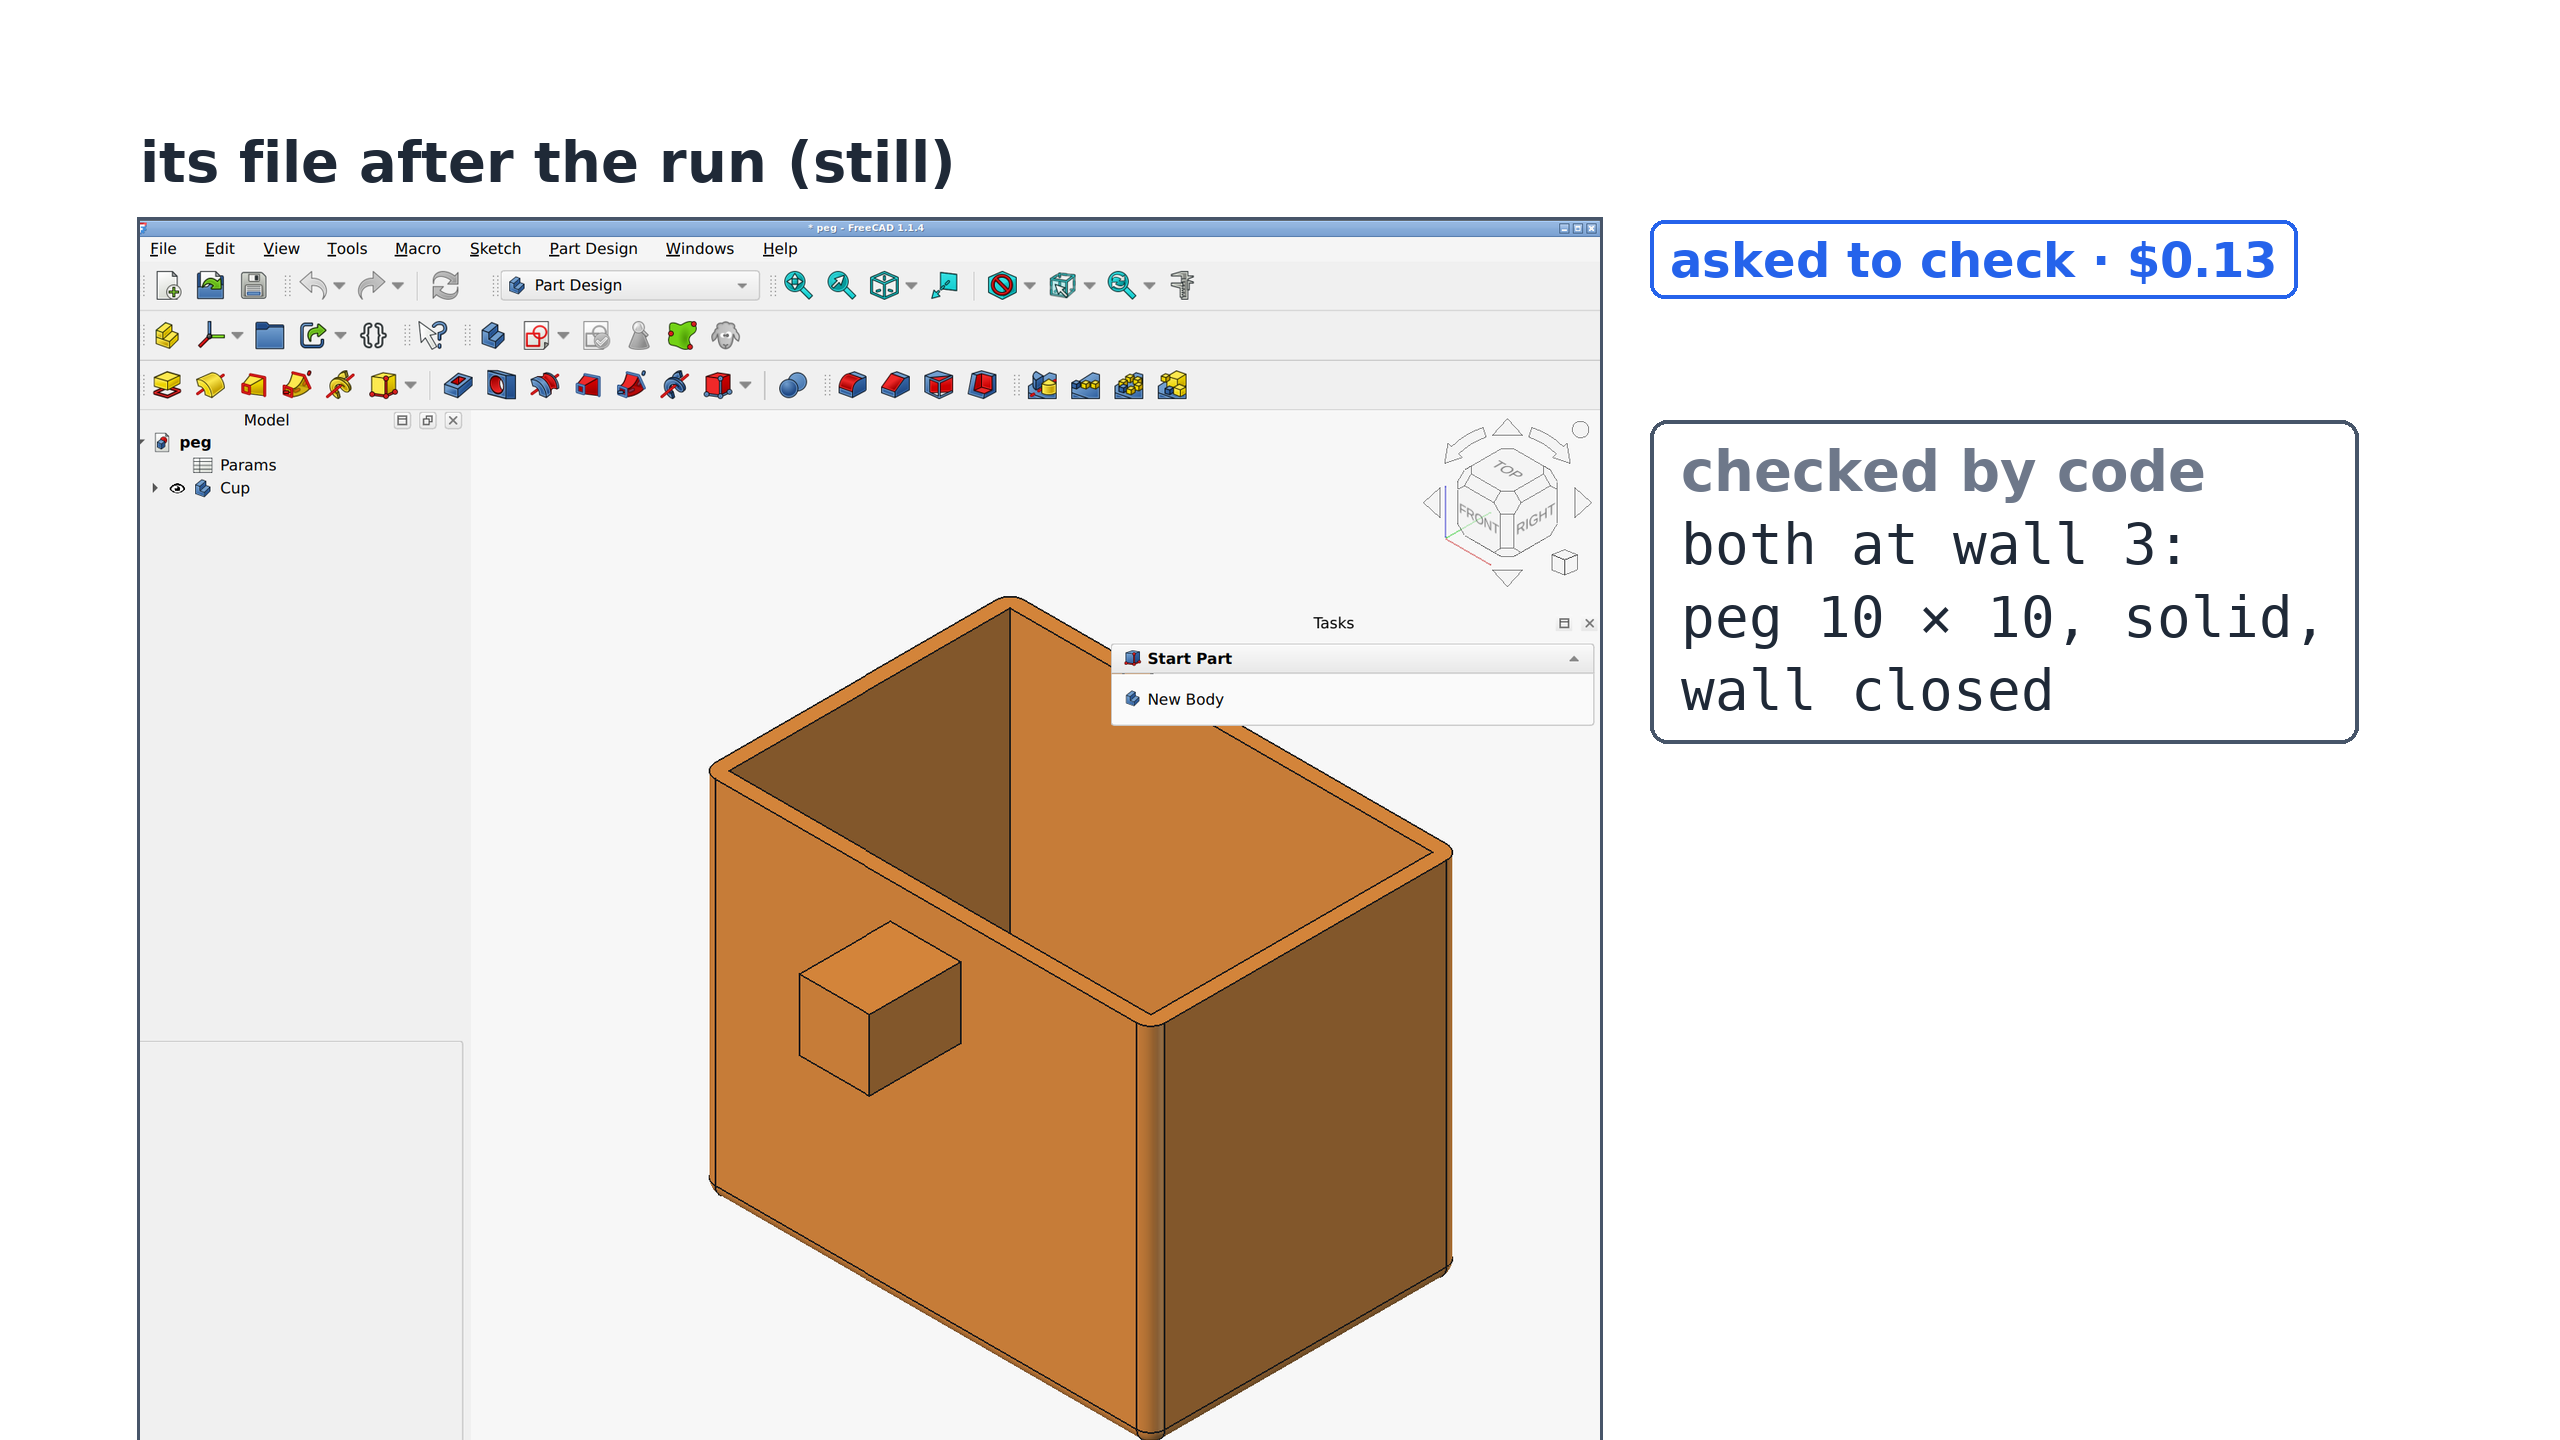 its file after the run (still)
* peg - FreeCAD 1.1.4
File Edit View Tools Macro Sketch Part Design Windows Help
Part Design
Model
peg
Params
Cup
TOP
FRONT
RIGHT
Tasks
Start Part
New Body
asked to check · $0.13
checked by code
both at wall 3:
peg 10 × 10, solid,
wall closed